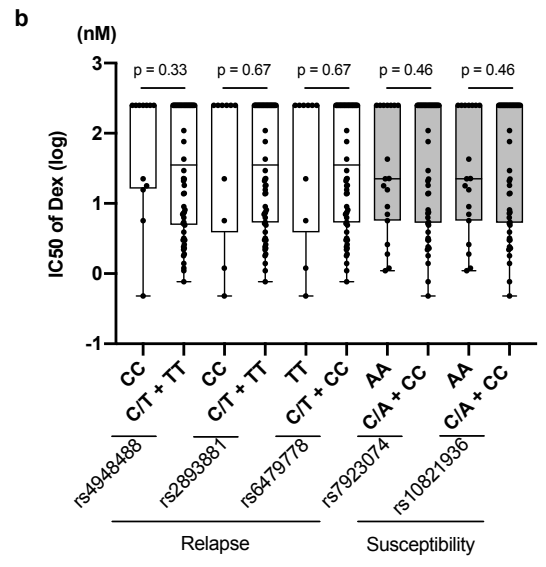 b
(nM)
p = 0.33 p = 0.67 p = 0.67 p = 0.46 p = 0.46
3
2
1
0
-1
IC50 of Dex (log)
CC C/T + TT CC C/T + TT TT C/T + CC AA C/A + CC AA C/A + CC
rs4948488 rs2893881 rs6479778 rs7923074 rs10821936
Relapse Susceptibility